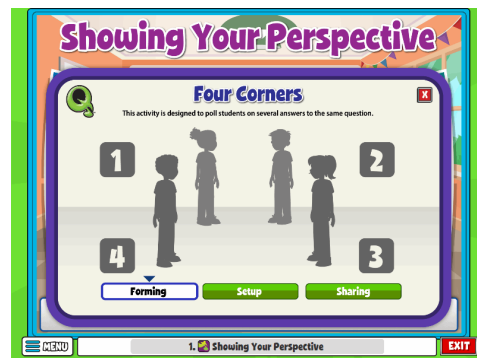 Showing Your Perspective
Four Corners
X
This activity is designed to poll students on several answers to the same question.
1
2
4
3
Forming
Setup
Sharing
MENU
1. Showing Your Perspective
EXIT